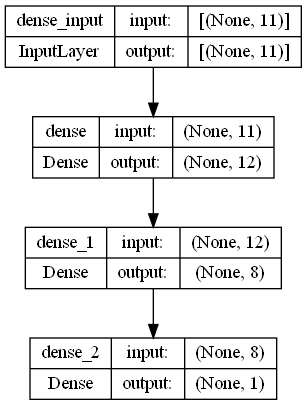 dense_input input: [(None, 11)]
InputLayer output: [(None, 11)]
dense input: (None, 11)
Dense output: (None, 12)
dense_1 input: (None, 12)
Dense output: (None, 8)
dense_2 input: (None, 8)
Dense output: (None, 1)